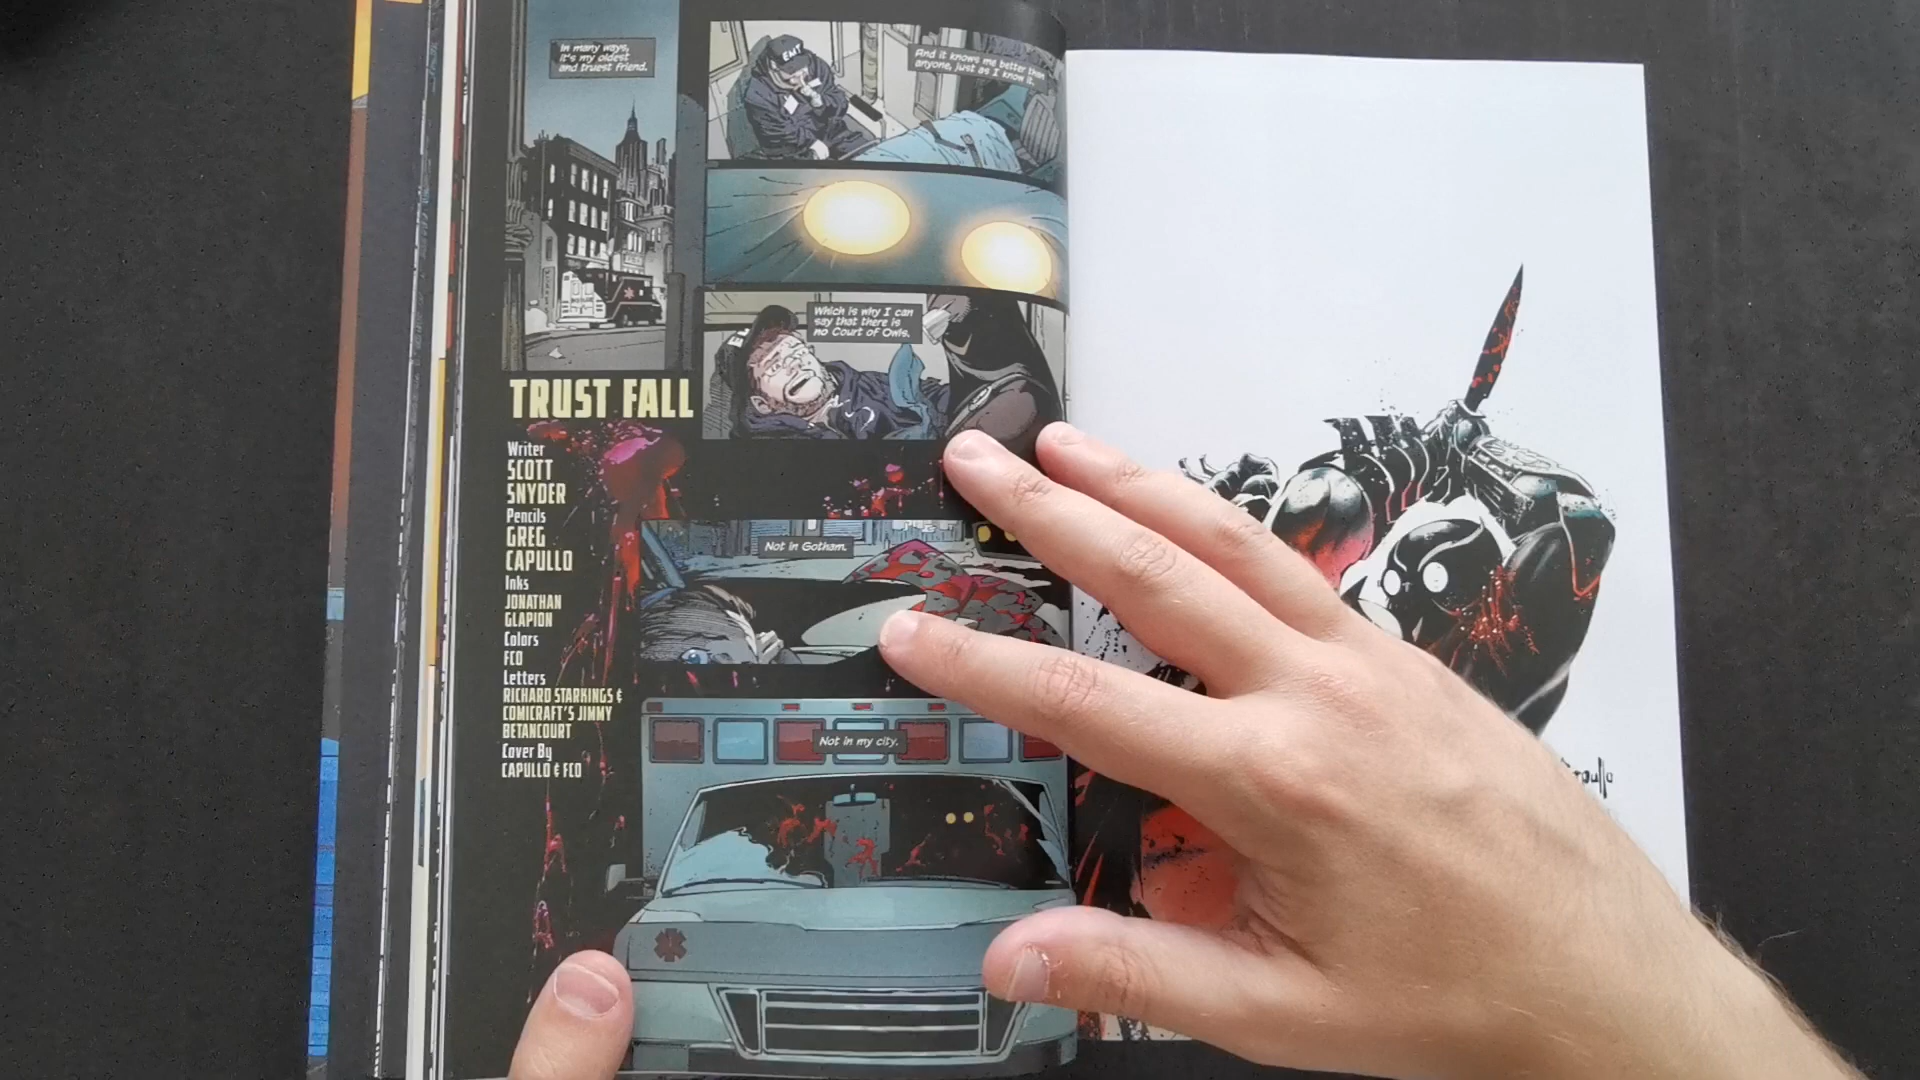 In many ways,
it's my oldest
and truest friend.
EMT
And it knows me better than
anyone, just as I know it.
Which is why I can
say that there is
no Court of Owls.
TRUST FALL
Writer
SCOTT
SNYDER
Pencils
GREG
CAPULLO
Inks
JONATHAN
GLAPION
Colors
FCO
Letters
RICHARD STARKINGS &
COMICRAFT'S JIMMY
BETANCOURT
Cover By
CAPULLO & FCO
Not in Gotham.
Not in my city.